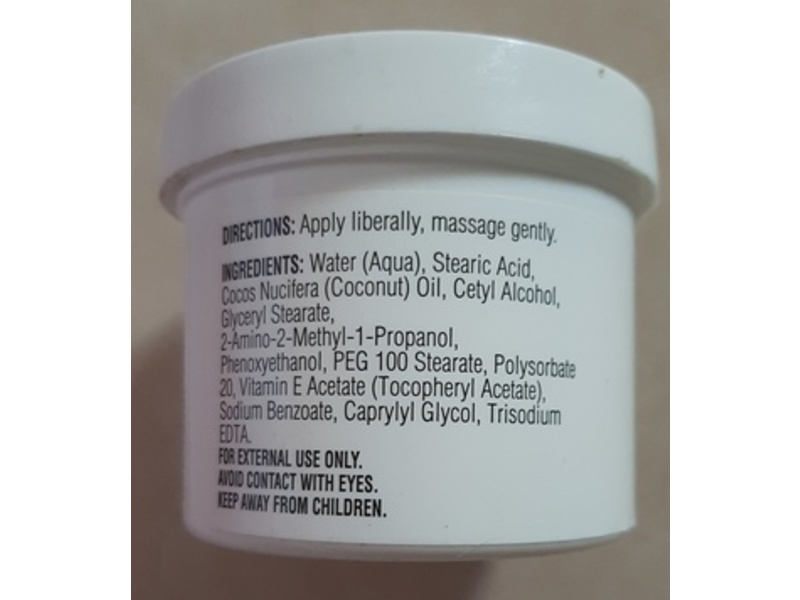 DIRECTIONS: Apply liberally, massage gently.
INGREDIENTS: Water (Aqua), Stearic Acid,
Cocos Nucifera (Coconut) Oil, Cetyl Alcohol,
Glyceryl Stearate,
2-Amino-2-Methyl-1-Propanol,
Phenoxyethanol, PEG 100 Stearate, Polysorbate
20, Vitamin E Acetate (Tocopheryl Acetate),
Sodium Benzoate, Caprylyl Glycol, Trisodium
EDTA.
FOR EXTERNAL USE ONLY.
AVOID CONTACT WITH EYES.
KEEP AWAY FROM CHILDREN.